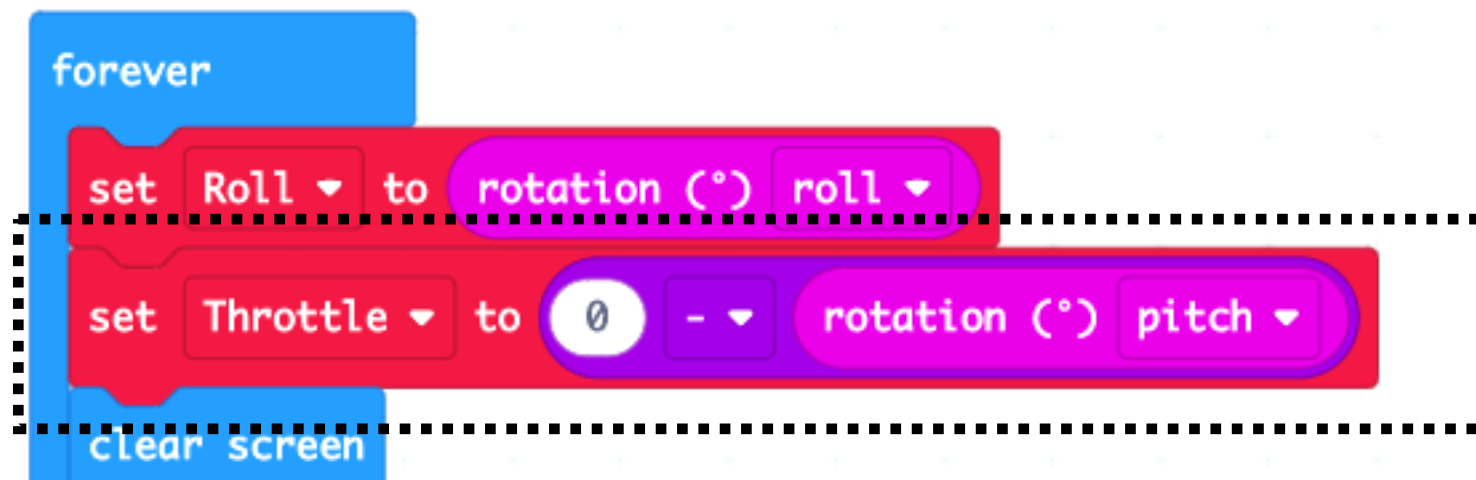 forever
set Roll to rotation (°) roll
set Throttle to 0 - rotation (°) pitch
clear screen